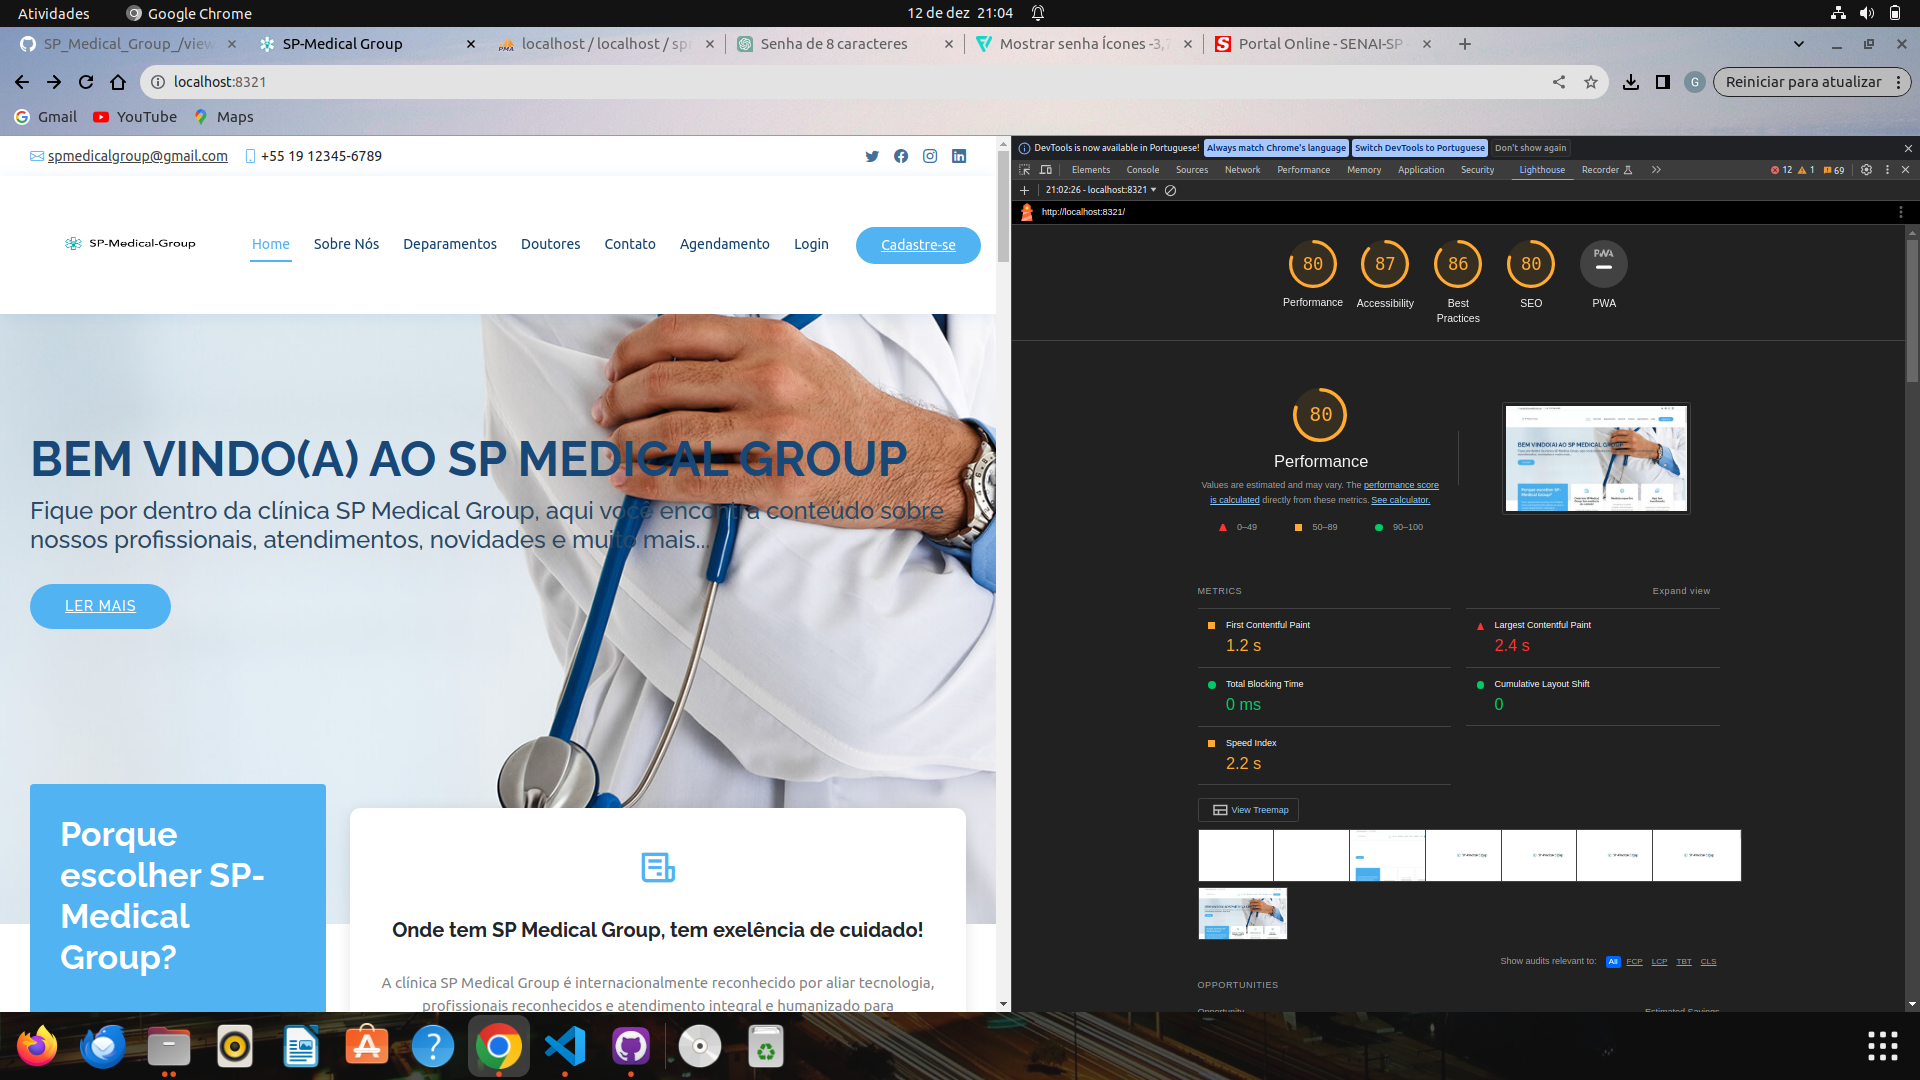 Atividades
Google Chrome
12 de dez 21:04
SP_Medical_Group_/view
SP-Medical Group
localhost / localhost / spr
Senha de 8 caracteres
Mostrar senha Ícones -3,7
Portal Online - SENAI-SP
localhost:8321
G
Reiniciar para atualizar
Gmail
YouTube
Maps
spmedicalgroup@gmail.com
+55 19 12345-6789
SP-Medical-Group
Home
Sobre Nós
Deparamentos
Doutores
Contato
Agendamento
Login
Cadastre-se
BEM VINDO(A) AO SP MEDICAL GROUP
Fique por dentro da clínica SP Medical Group, aqui você encontra conteúdo sobre
nossos profissionais, atendimentos, novidades e muito mais...
LER MAIS
Porque
escolher SP-
Medical
Group?
Onde tem SP Medical Group, tem exelência de cuidado!
A clínica SP Medical Group é internacionalmente reconhecido por aliar tecnologia,
profissionais reconhecidos e atendimento integral e humanizado para
DevTools is now available in Portuguese!
Always match Chrome's language
Switch DevTools to Portuguese
Don't show again
Elements
Console
Sources
Network
Performance
Memory
Application
Security
Lighthouse
Recorder
12
1
69
21:02:26 - localhost:8321
http://localhost:8321/
80
87
86
80
PWA
Performance
Accessibility
Best
Practices
SEO
PWA
80
Performance
Values are estimated and may vary. The performance score
is calculated directly from these metrics. See calculator.
0–49
50–89
90–100
METRICS
Expand view
First Contentful Paint
1.2 s
Largest Contentful Paint
2.4 s
Total Blocking Time
0 ms
Cumulative Layout Shift
0
Speed Index
2.2 s
View Treemap
Show audits relevant to:
All
FCP
LCP
TBT
CLS
OPPORTUNITIES
Opportunity
Estimated Savings